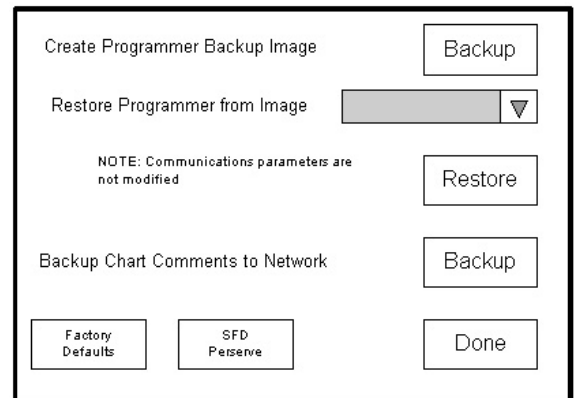 Create Programmer Backup Image
Backup
Restore Programmer from Image
NOTE: Communications parameters are
not modified
Restore
Backup Chart Comments to Network
Backup
Factory
Defaults
SFD
Perserve
Done